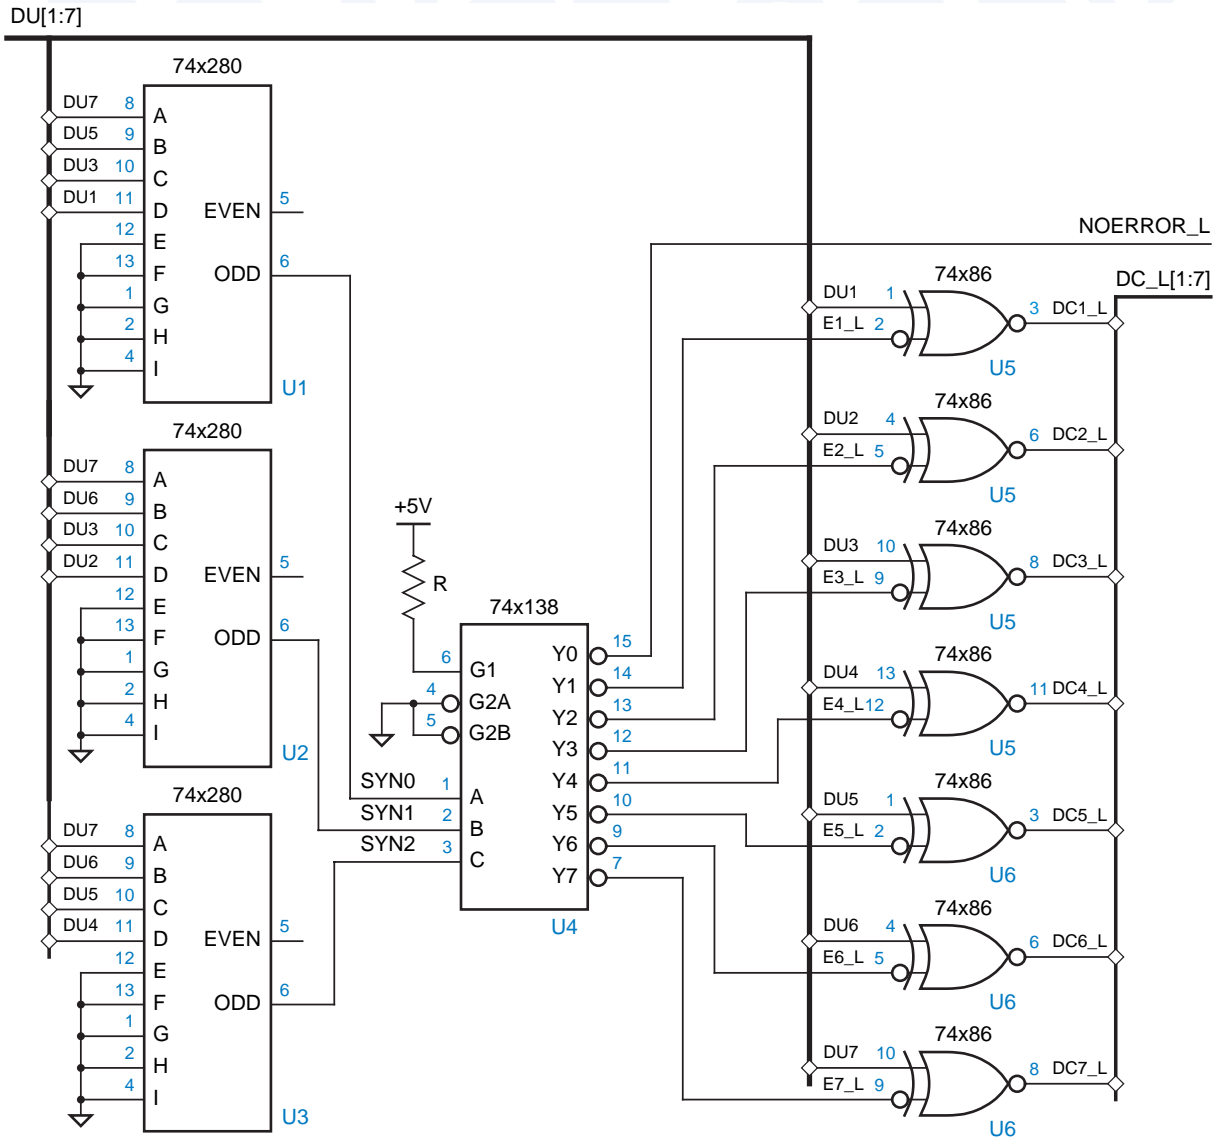 DU[1:7]
74x280
DU7 8 A
DU5 9 B
DU3 10 C
DU1 11 D EVEN 5
12 E
13 F ODD 6
1 G
2 H
4 I
U1
74x280
DU7 8 A
DU6 9 B
DU3 10 C
DU2 11 D EVEN 5
12 E
13 F ODD 6
1 G
2 H
4 I
U2
74x280
DU7 8 A
DU6 9 B
DU5 10 C
DU4 11 D EVEN 5
12 E
13 F ODD 6
1 G
2 H
4 I
U3
+5V
R
74x138
6 G1
4 G2A
5 G2B
SYN0 1 A
SYN1 2 B
SYN2 3 C
Y0 15
Y1 14
Y2 13
Y3 12
Y4 11
Y5 10
Y6 9
Y7 7
U4
NOERROR_L
DC_L[1:7]
74x86
DU1 1
E1_L 2
3 DC1_L
U5
74x86
DU2 4
E2_L 5
6 DC2_L
U5
74x86
DU3 10
E3_L 9
8 DC3_L
U5
74x86
DU4 13
E4_L 12
11 DC4_L
U5
74x86
DU5 1
E5_L 2
3 DC5_L
U6
74x86
DU6 4
E6_L 5
6 DC6_L
U6
74x86
DU7 10
E7_L 9
8 DC7_L
U6